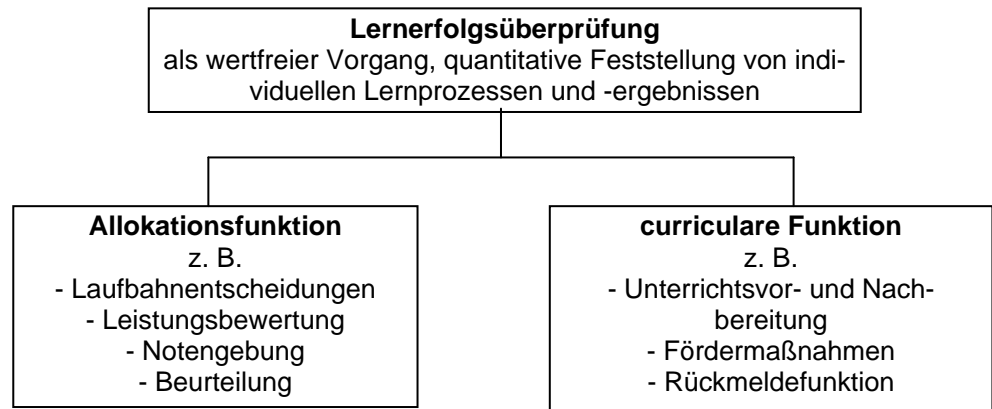 Lernerfolgsüberprüfung
als wertfreier Vorgang, quantitative Feststellung von indi-
viduellen Lernprozessen und -ergebnissen
Allokationsfunktion
z. B.
- Laufbahnentscheidungen
- Leistungsbewertung
- Notengebung
- Beurteilung
curriculare Funktion
z. B.
- Unterrichtsvor- und Nach-
bereitung
- Fördermaßnahmen
- Rückmeldefunktion